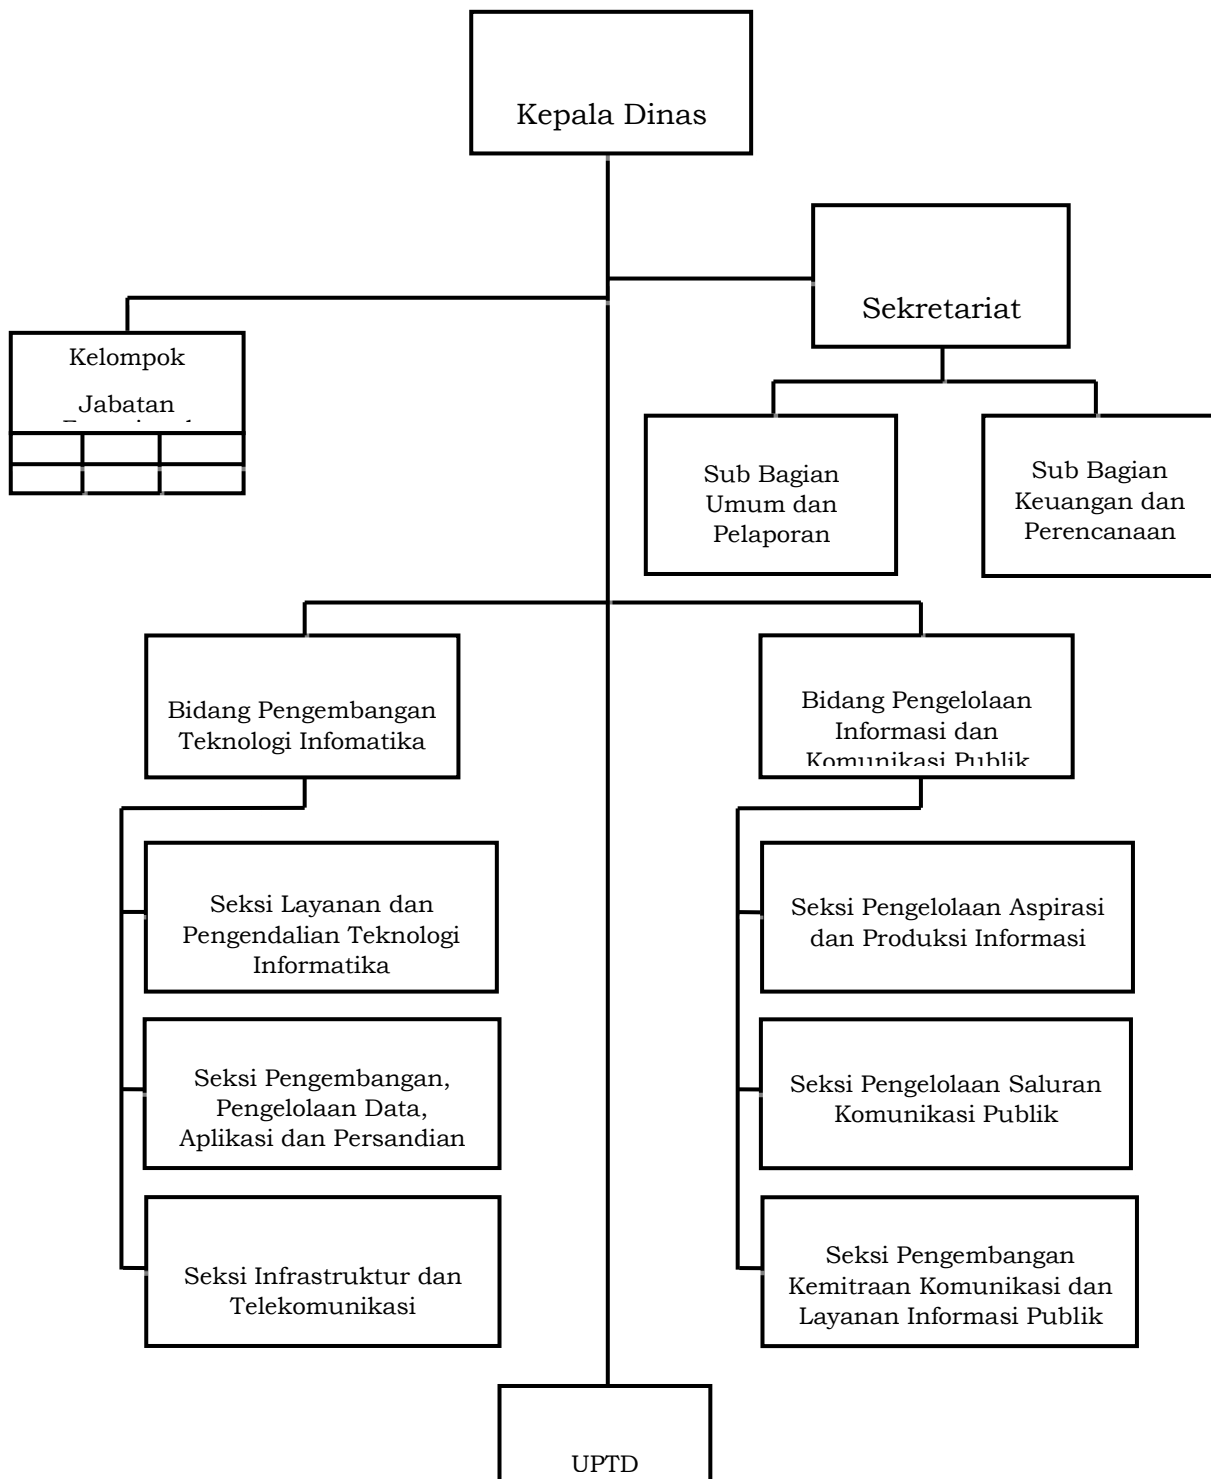 Kepala Dinas
Sekretariat
Kelompok
Jabatan
Sub Bagian
Umum dan
Pelaporan
Sub Bagian
Keuangan dan
Perencanaan
Bidang Pengembangan
Teknologi Infomatika
Bidang Pengelolaan
Informasi dan
Komunikasi Publik
Seksi Layanan dan
Pengendalian Teknologi
Informatika
Seksi Pengelolaan Aspirasi
dan Produksi Informasi
Seksi Pengembangan,
Pengelolaan Data,
Aplikasi dan Persandian
Seksi Pengelolaan Saluran
Komunikasi Publik
Seksi Infrastruktur dan
Telekomunikasi
Seksi Pengembangan
Kemitraan Komunikasi dan
Layanan Informasi Publik
UPTD